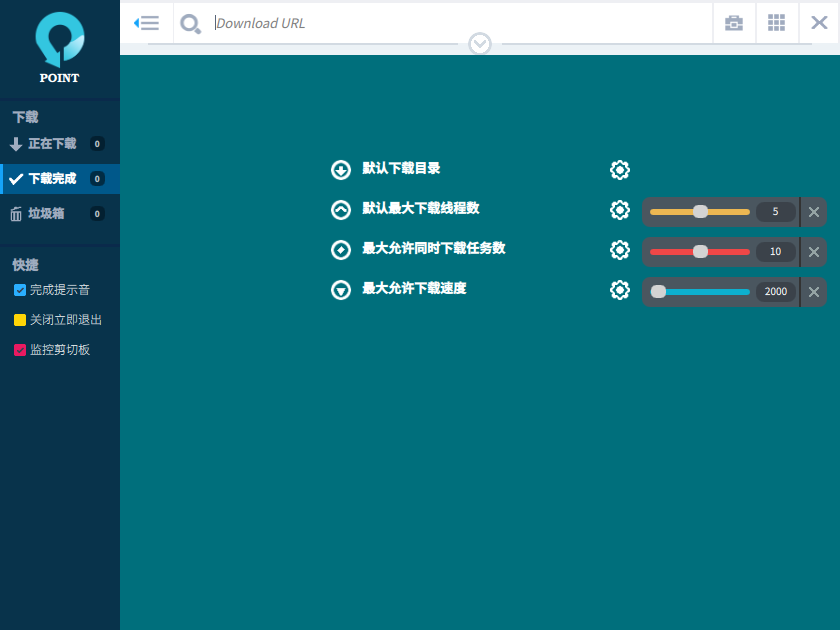 POINT
Download URL
下载
正在下载 0
下载完成 0
垃圾箱 0
快捷
完成提示音
关闭立即退出
监控剪切板
默认下载目录
默认最大下载线程数 5
最大允许同时下载任务数 10
最大允许下载速度 2000